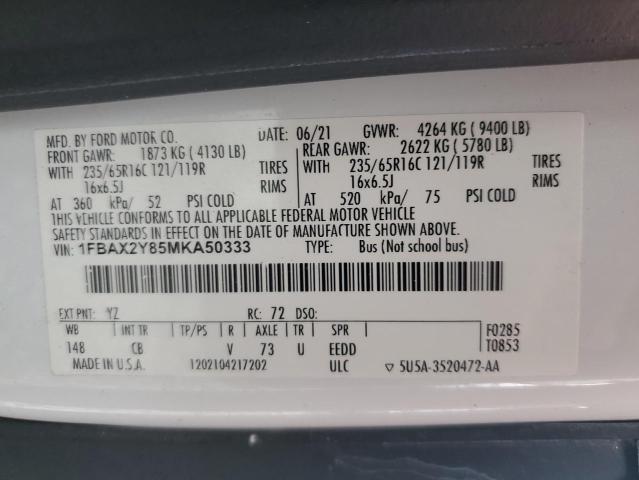 MFD. BY FORD MOTOR CO. DATE: 06/21 GVWR: 4264 KG ( 9400 LB)
FRONT GAWR: 1873 KG ( 4130 LB) REAR GAWR: 2622 KG ( 5780 LB)
WITH 235/65R16C 121/119R TIRES WITH 235/65R16C 121/119R TIRES
16x6.5J RIMS 16x6.5J RIMS
AT 360 kPa/ 52 PSI COLD AT 520 kPa/ 75 PSI COLD
THIS VEHICLE CONFORMS TO ALL APPLICABLE FEDERAL MOTOR VEHICLE
SAFETY STANDARDS IN EFFECT ON THE DATE OF MANUFACTURE SHOWN ABOVE.
VIN: 1FBAX2Y85MKA50333 TYPE: Bus (Not school bus)
EXT PNT: YZ RC: 72 DSO:
WB INT TR TP/PS R AXLE TR SPR F0285
148 CB V 73 U EEDD T0853
MADE IN U.S.A. 1202104217202 ULC ▽ 5U5A-3520472-AA